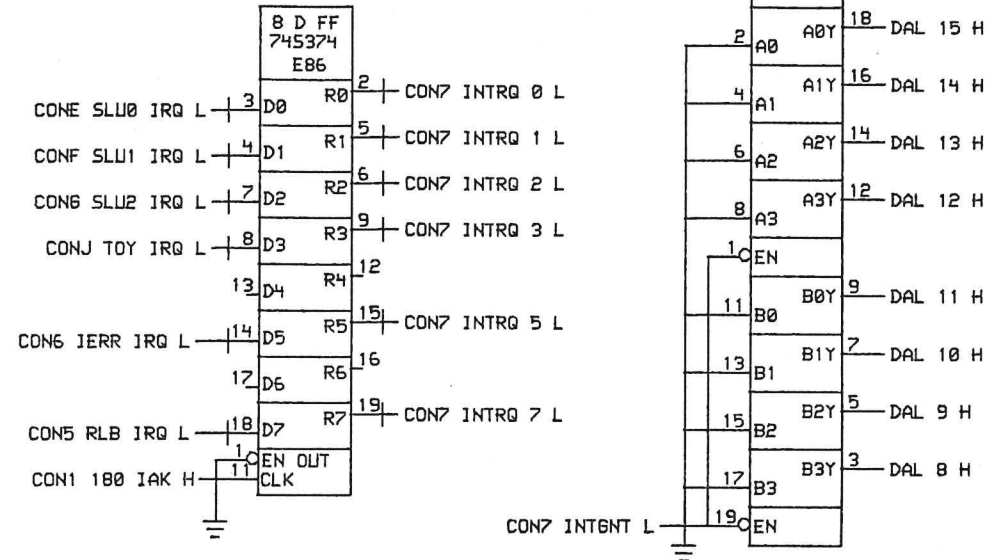 8 D FF
745374
E86
CONE SLU0 IRQ L 3 D0 R0 2 CON7 INTRQ 0 L
CONF SLU1 IRQ L 4 D1 R1 5 CON7 INTRQ 1 L
CON6 SLU2 IRQ L 7 D2 R2 6 CON7 INTRQ 2 L
CONJ TOY IRQ L 8 D3 R3 9 CON7 INTRQ 3 L
13 D4 R4 12
CON6 IERR IRQ L 14 D5 R5 15 CON7 INTRQ 5 L
17 D6 R6 16
CON5 RLB IRQ L 18 D7 R7 19 CON7 INTRQ 7 L
1 EN OUT
CON1 180 IAK H 11 CLK
2 A0 A0Y 18 DAL 15 H
4 A1 A1Y 16 DAL 14 H
6 A2 A2Y 14 DAL 13 H
8 A3 A3Y 12 DAL 12 H
1 EN
11 B0 B0Y 9 DAL 11 H
13 B1 B1Y 7 DAL 10 H
15 B2 B2Y 5 DAL 9 H
17 B3 B3Y 3 DAL 8 H
CON7 INTGNT L 19 EN